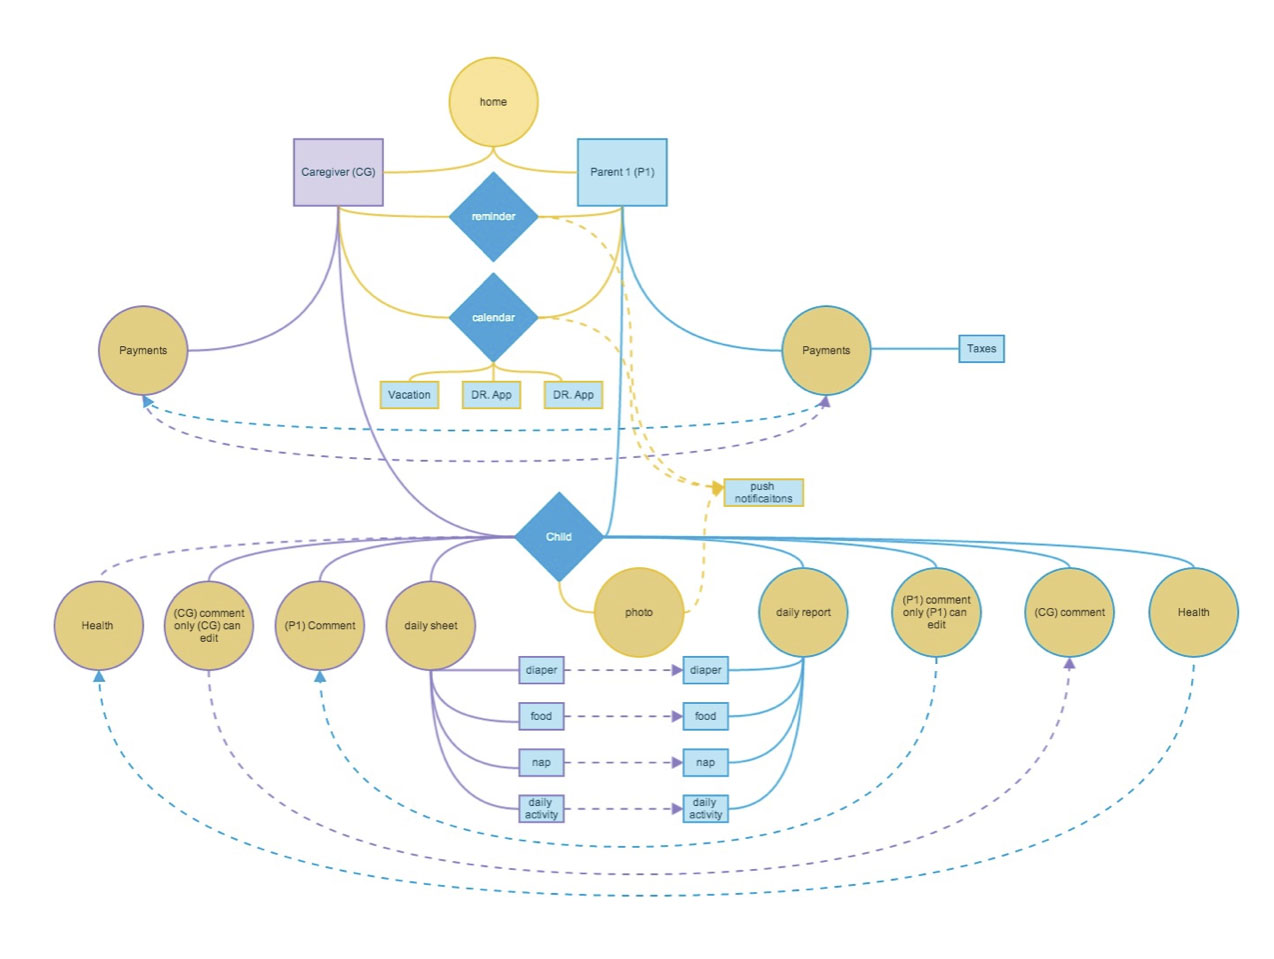 home
Caregiver (CG)
Parent 1 (P1)
reminder
calendar
Payments
Payments
Taxes
Vacation
DR. App
DR. App
push
notificaitons
Child
Health
(CG) comment
only (CG) can
edit
(P1) Comment
daily sheet
photo
daily report
(P1) comment
only (P1) can
edit
(CG) comment
Health
diaper
diaper
food
food
nap
nap
daily
activity
daily
activity